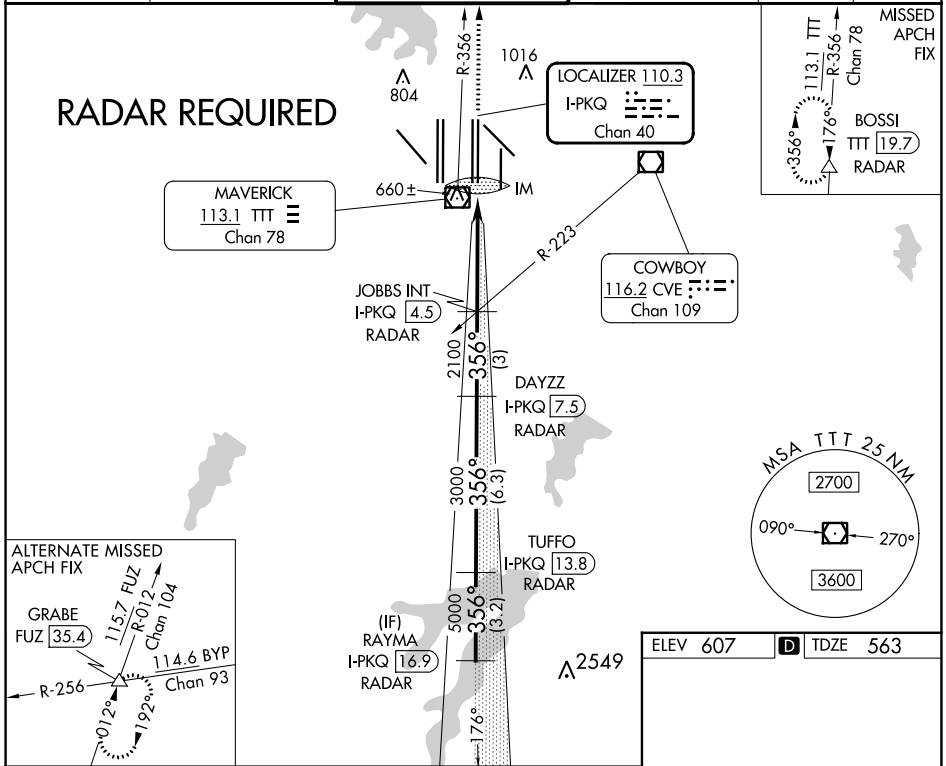 RADAR REQUIRED
804
R-356
1016
LOCALIZER 110.3
I-PKQ
Chan 40
MISSED
APCH
FIX
113.1 TTT
R-356
Chan 78
356°
176°
BOSSI
TTT 19.7
RADAR
MAVERICK
113.1 TTT
Chan 78
660±
IM
R-223
COWBOY
116.2 CVE
Chan 109
JOBBS INT
I-PKQ 4.5
RADAR
2100
356°
(3)
DAYZZ
I-PKQ 7.5
RADAR
3000
356°
(6.3)
TUFFO
I-PKQ 13.8
RADAR
5000
356°
(3.2)
(IF)
RAYMA
I-PKQ 16.9
RADAR
176°
2549
MSA TTT 25 NM
2700
090°
270°
3600
ALTERNATE MISSED
APCH FIX
GRABE
FUZ 35.4
115.7 FUZ
R-012
Chan 104
114.6 BYP
Chan 93
R-256
012°
192°
ELEV 607 D TDZE 563